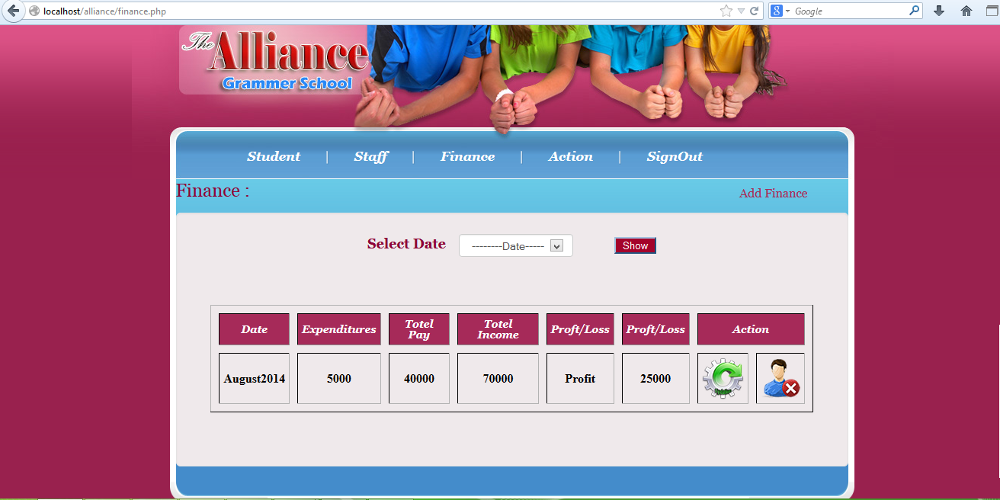 localhost/alliance/finance.php
Google
The Alliance
Grammer School
Student | Staff | Finance | Action | SignOut
Finance :
Add Finance
Select Date
--------Date-----
Show
Date
Expenditures
Totel
Pay
Totel
Income
Proft/Loss
Proft/Loss
Action
August2014
5000
40000
70000
Profit
25000